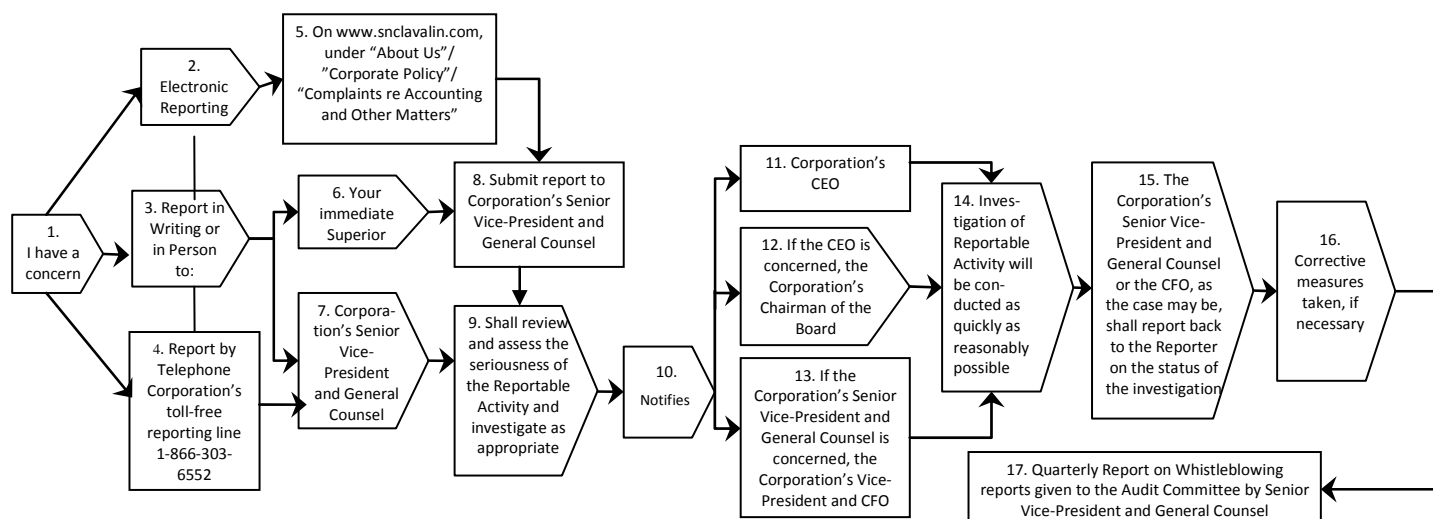 1.
I have a
concern
2.
Electronic
Reporting
3. Report in
Writing or
in Person
to:
4. Report by
Telephone
Corporation's
toll-free
reporting line
1-866-303-
6552
5. On www.snclavalin.com,
under “About Us”/
”Corporate Policy”/
“Complaints re Accounting
and Other Matters”
6. Your
immediate
Superior
7. Corpora-
tion's Senior
Vice-
President
and General
Counsel
8. Submit report to
Corporation's Senior
Vice-President and
General Counsel
9. Shall review
and assess the
seriousness of
the Reportable
Activity and
investigate as
appropriate
10.
Notifies
11. Corporation's
CEO
12. If the CEO is
concerned, the
Corporation's
Chairman of the
Board
13. If the
Corporation's Senior
Vice-President and
General Counsel is
concerned, the
Corporation's Vice-
President and CFO
14. Inves-
tigation of
Reportable
Activity will
be con-
ducted as
quickly as
reasonably
possible
15. The
Corporation's
Senior Vice-
President and
General Counsel
or the CFO, as
the case may be,
shall report back
to the Reporter
on the status of
the investigation
16.
Corrective
measures
taken, if
necessary
17. Quarterly Report on Whistleblowing
reports given to the Audit Committee by Senior
Vice-President and General Counsel